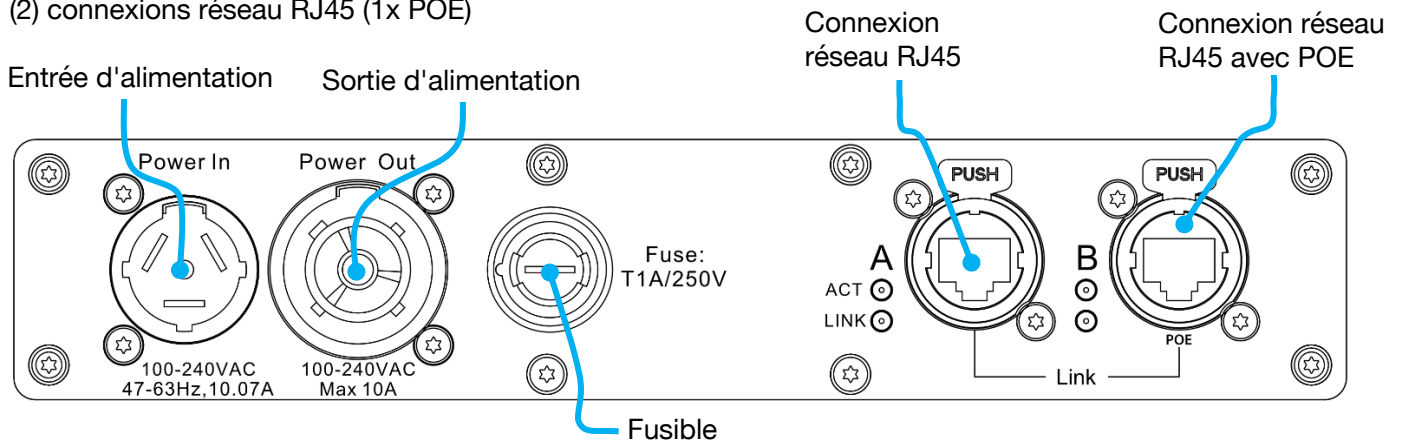 (2) connexions réseau RJ45 (1x POE)
Connexion
réseau RJ45
Connexion réseau
RJ45 avec POE
Entrée d'alimentation
Sortie d'alimentation
Power In
Power Out
PUSH
PUSH
Fuse:
T1A/250V
A
B
ACT
LINK
POE
100-240VAC
47-63Hz,10.07A
100-240VAC
Max 10A
Link
Fusible